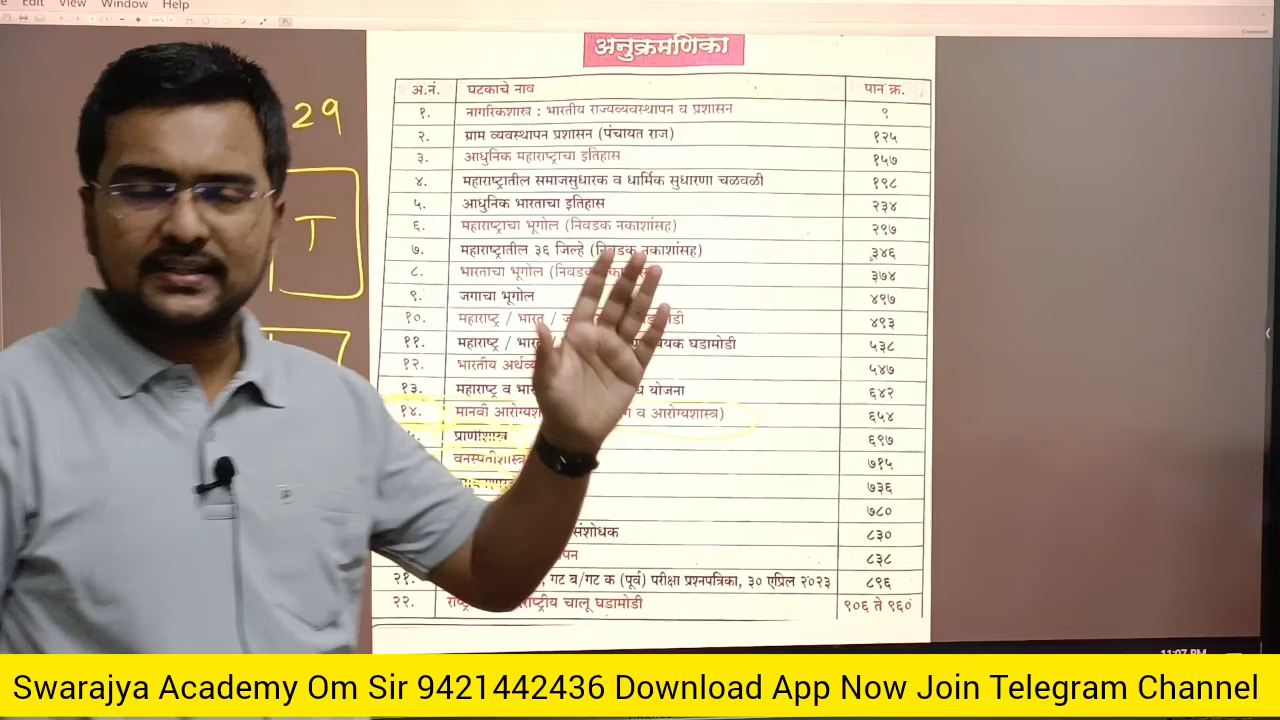 Edit View Window Help
अनुक्रमणिका
अ.नं. घटकाचे नाव पान क्र.
१. नागरिकशास्त्र : भारतीय राज्यव्यवस्थापन व प्रशासन ९
२. ग्राम व्यवस्थापन प्रशासन (पंचायत राज) १२५
३. आधुनिक महाराष्ट्राचा इतिहास १५७
४. महाराष्ट्रातील समाजसुधारक व धार्मिक सुधारणा चळवळी १९८
५. आधुनिक भारताचा इतिहास २३४
६. महाराष्ट्राचा भूगोल (निवडक नकाशांसह) २९७
७. महाराष्ट्रातील ३६ जिल्हे (निवडक नकाशांसह) ३४६
८. भारताचा भूगोल (निवडक ३७४
९. जगाचा भूगोल ४९७
१०. महाराष्ट्र / भारत / ४९३
११. महाराष्ट्र / भारत घडामोडी ५३८
१२. भारतीय ५४७
१३. महाराष्ट्र व योजना ६४२
१४. मानवी व आरोग्यशास्त्र) ६५४
प्राणीशास्त्र ६९७
वनस्पतीशास्त्र ७१५
७३६
७८०
संशोधक ८३०
८३८
२१. गट ब/गट क (पूर्व) परीक्षा प्रश्नपत्रिका, ३० एप्रिल २०२३ ८९६
२२. चालू घडामोडी ९०६ ते ९६०
29
T
11:07 PM
Swarajya Academy Om Sir 9421442436 Download App Now Join Telegram Channel